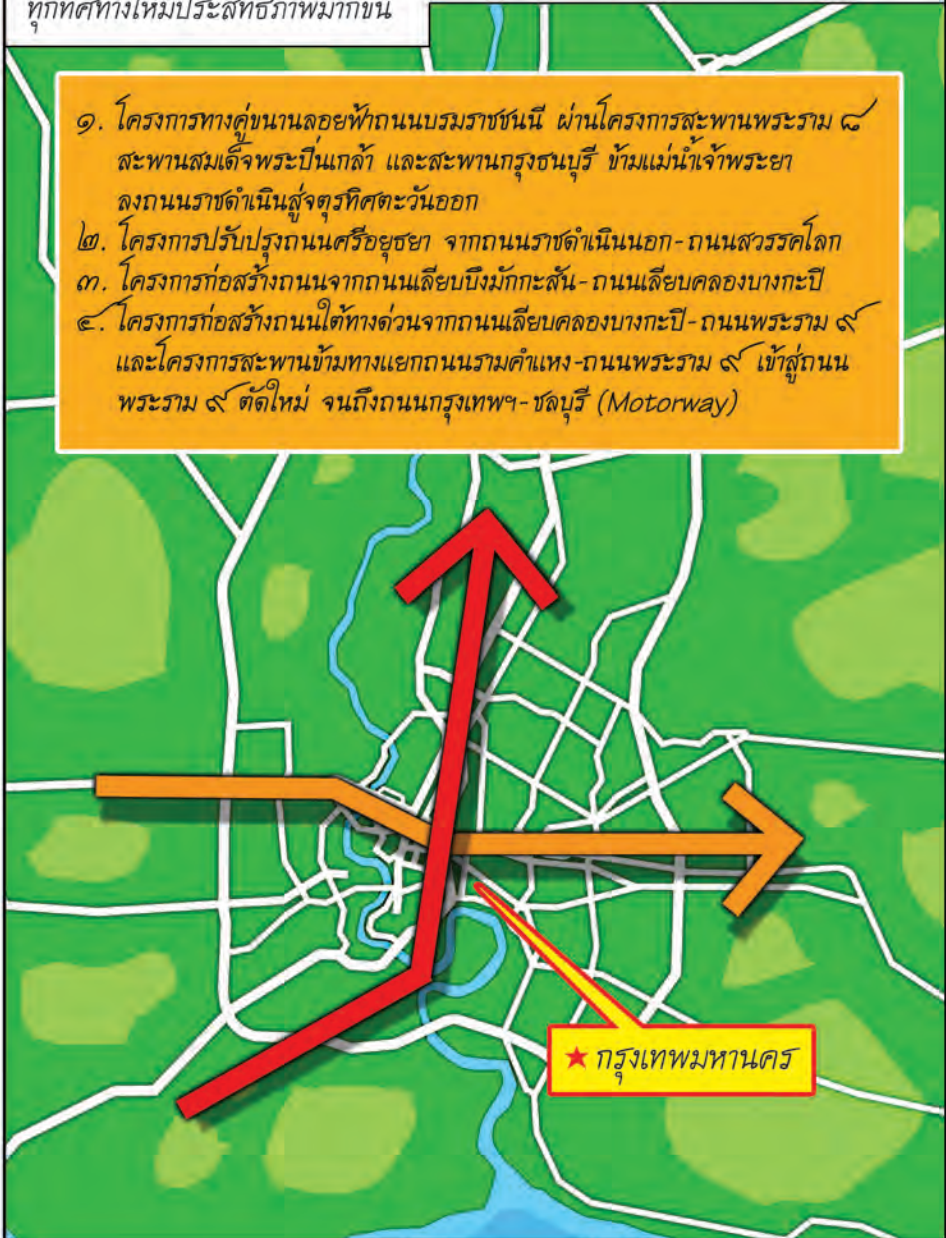 ทุกทิศทางให้มีประสิทธิภาพมากขึ้น
๑. โครงการทางคู่ขนานลอยฟ้าถนนบรมราชชนนี ผ่านโครงการสะพานพระราม ๘
สะพานสมเด็จพระปิ่นเกล้า และสะพานกรุงธนบุรี ข้ามแม่น้ำเจ้าพระยา
ลงถนนราชดำเนินสู่จตุรทิศตะวันออก
๒. โครงการปรับปรุงถนนศรีอยุธยา จากถนนราชดำเนินนอก-ถนนสวรรคโลก
๓. โครงการก่อสร้างถนนจากถนนเลียบบึงมักกะสัน-ถนนเลียบคลองบางกะปิ
๔. โครงการก่อสร้างถนนใต้ทางด่วนจากถนนเลียบคลองบางกะปิ-ถนนพระราม ๙
และโครงการสะพานข้ามทางแยกถนนรามคำแหง-ถนนพระราม ๙ เข้าสู่ถนน
พระราม ๙ ตัดใหม่ จนถึงถนนกรุงเทพฯ-ชลบุรี (Motorway)
★ กรุงเทพมหานคร